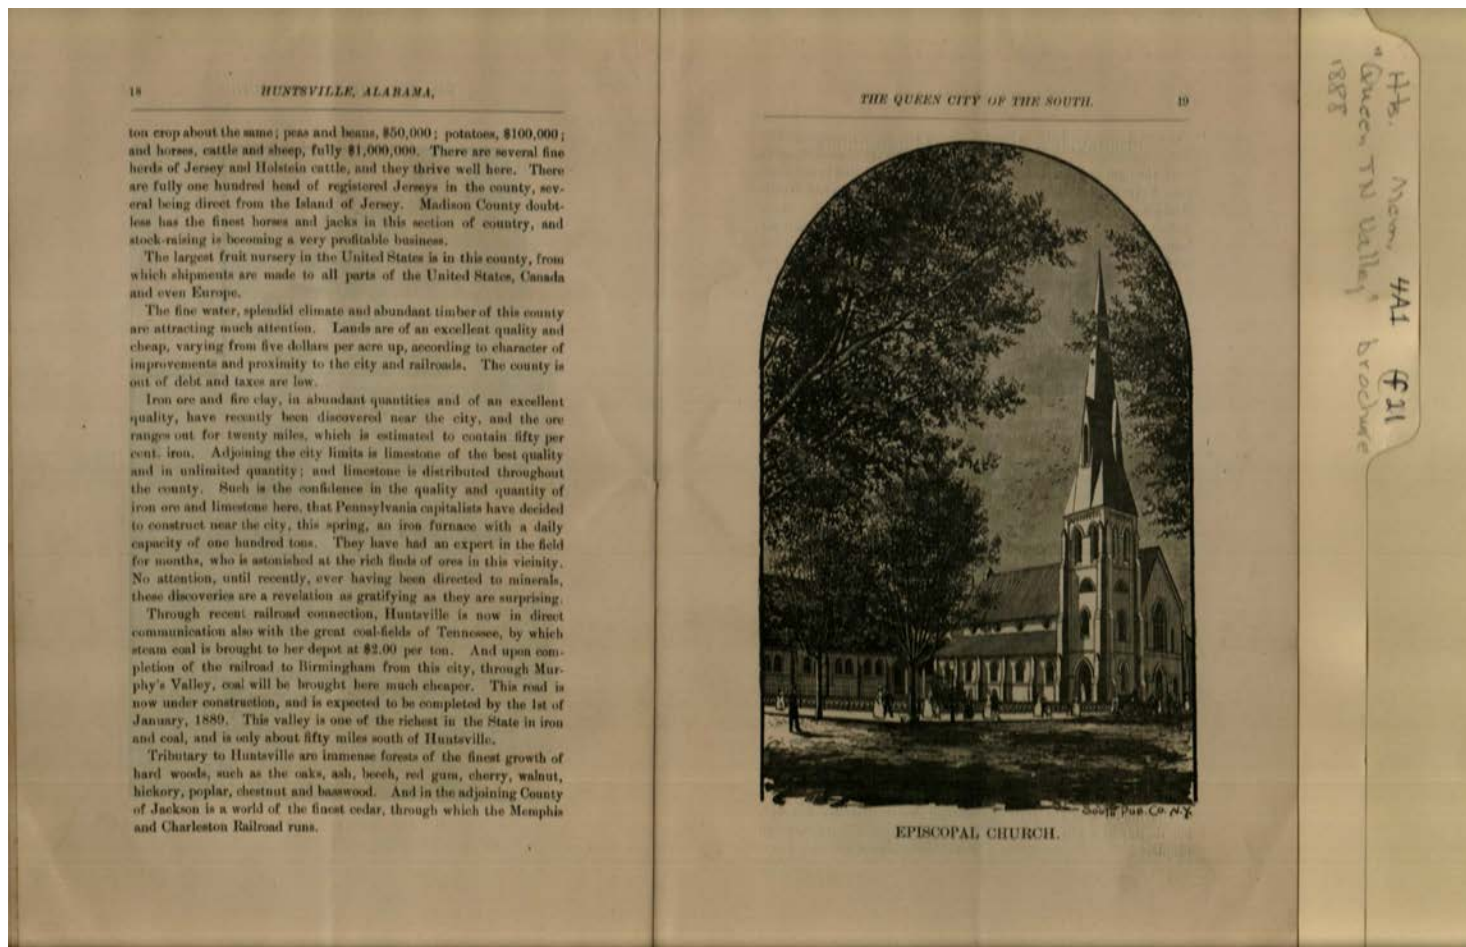 18
HUNTSVILLE, ALABAMA,
ton crop about the same; peas and beans, $50,000; potatoes, $100,000;
and horses, cattle and sheep, fully $1,000,000. There are several fine
herds of Jersey and Holstein cattle, and they thrive well here. There
are fully one hundred head of registered Jerseys in the county, sev-
eral being direct from the Island of Jersey. Madison County doubt-
less has the finest horses and jacks in this section of country, and
stock-raising is becoming a very profitable business.
The largest fruit nursery in the United States is in this county, from
which shipments are made to all parts of the United States, Canada
and even Europe.
The fine water, splendid climate and abundant timber of this county
are attracting much attention. Lands are of an excellent quality and
cheap, varying from five dollars per acre up, according to character of
improvements and proximity to the city and railroads. The county is
out of debt and taxes are low.
Iron ore and fire clay, in abundant quantities and of an excellent
quality, have recently been discovered near the city, and the ore
ranges out for twenty miles, which is estimated to contain fifty per
cent. iron. Adjoining the city limits is limestone of the best quality
and in unlimited quantity; and limestone is distributed throughout
the county. Such is the confidence in the quality and quantity of
iron ore and limestone here, that Pennsylvania capitalists have decided
to construct near the city, this spring, an iron furnace with a daily
capacity of one hundred tons. They have had an expert in the field
for months, who is astonished at the rich finds of ores in this vicinity.
No attention, until recently, ever having been directed to minerals,
these discoveries are a revelation as gratifying as they are surprising.
Through recent railroad connection, Huntsville is now in direct
communication also with the great coal-fields of Tennessee, by which
steam coal is brought to her depot at $2.00 per ton. And upon com-
pletion of the railroad to Birmingham from this city, through Mur-
phy's Valley, coal will be brought here much cheaper. This road is
now under construction, and is expected to be completed by the 1st of
January, 1889. This valley is one of the richest in the State in iron
and coal, and is only about fifty miles south of Huntsville.
Tributary to Huntsville are immense forests of the finest growth of
hard woods, such as the oaks, ash, beech, red gum, cherry, walnut,
hickory, poplar, chestnut and basswood. And in the adjoining County
of Jackson is a world of the finest cedar, through which the Memphis
and Charleston Railroad runs.
THE QUEEN CITY OF THE SOUTH.
19
South Pub. Co. N.Y.
EPISCOPAL CHURCH.
4A1 ff 21
"Queen TN Valley" brochure
1888